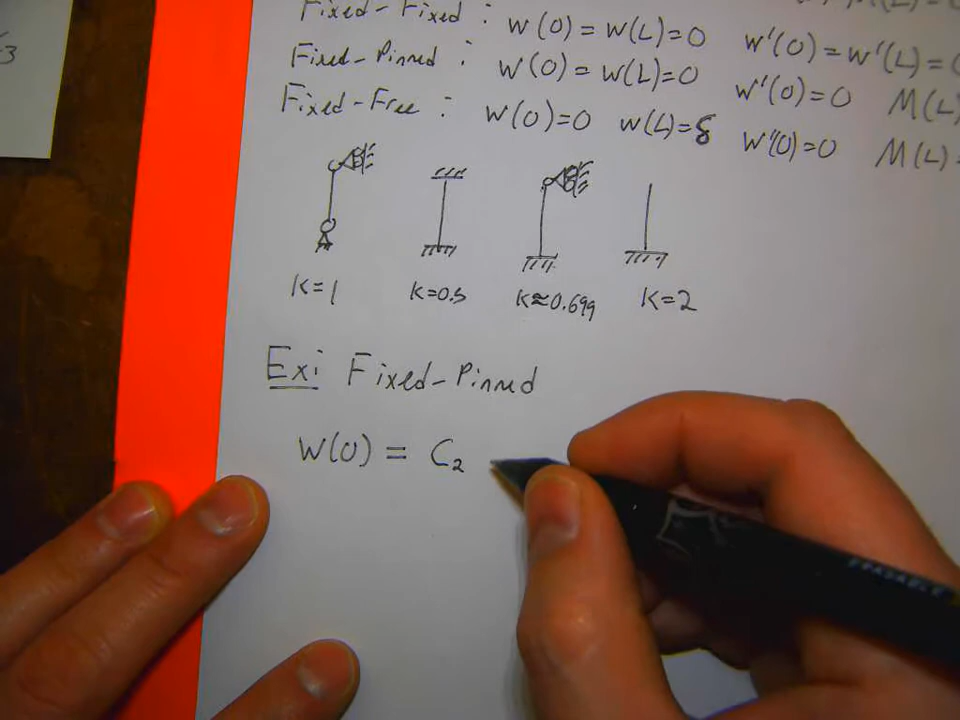 Fixed-Fixed : W(0) = W(L)=0 W'(0) = W'(L) = 0
Fixed-Pinned : W(0) = W(L)=0 W'(0)=0 M(L)
Fixed-Free : W(0)=0 W(L)=δ W'(0)=0 M(L)=
K=1 K=0.5 K≈0.699 K=2
Ex: Fixed-Pinned
W(0) = C₂
ERASABLE